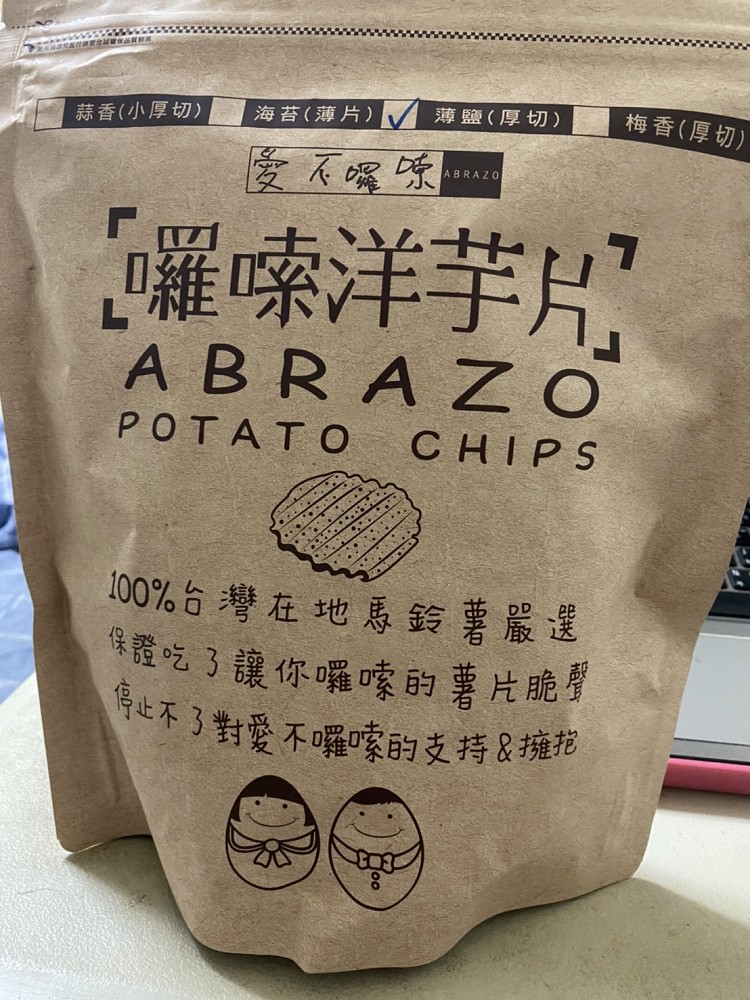 蒜香(小厚切) 海苔(薄片) ✓ 薄鹽(厚切) 梅香(厚切)
愛不囉嗦 ABRAZO
「囉嗦洋芋片」
ABRAZO
POTATO CHIPS
100%台灣在地馬鈴薯嚴選
保證吃了讓你囉嗦的薯片脆聲
停止不了對愛不囉嗦的支持&擁抱